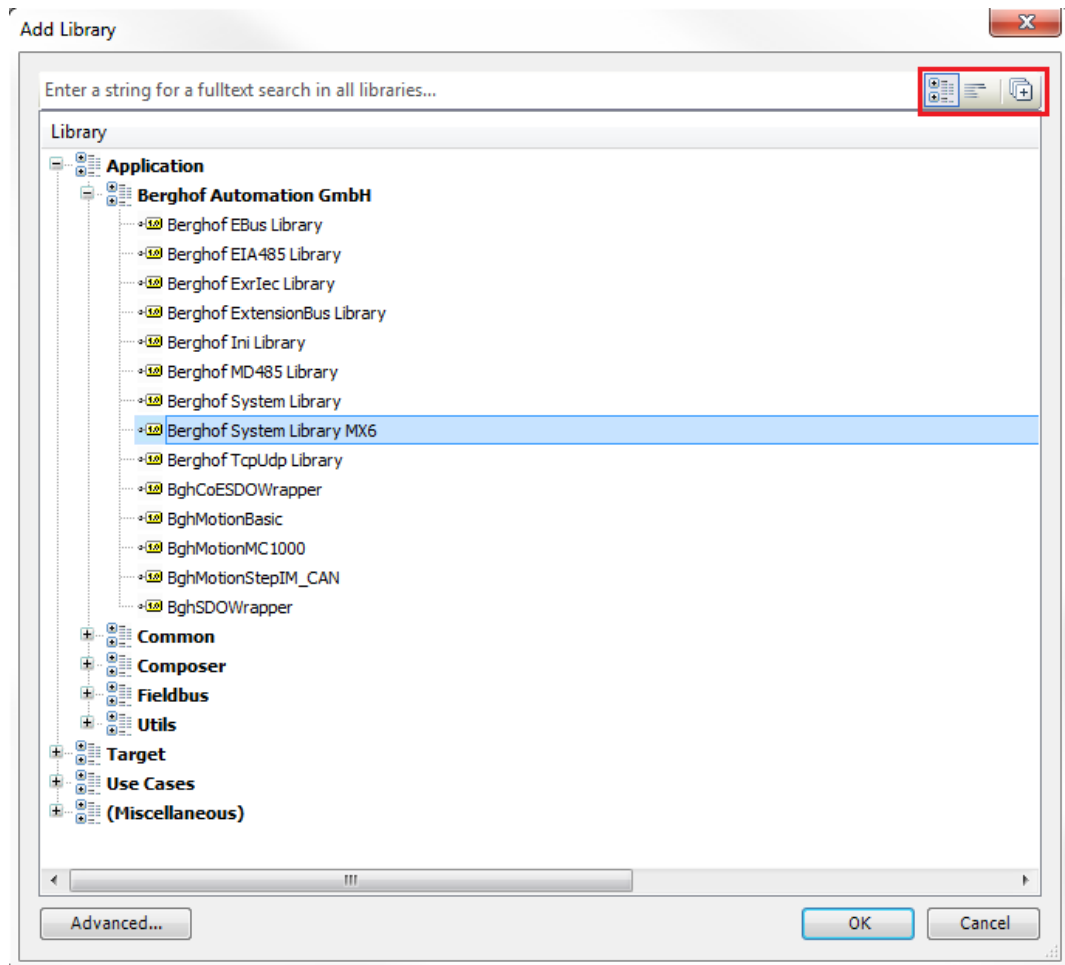 Add Library
Enter a string for a fulltext search in all libraries...
Library
Application
Berghof Automation GmbH
Berghof EBus Library
Berghof EIA485 Library
Berghof ExrIec Library
Berghof ExtensionBus Library
Berghof Ini Library
Berghof MD485 Library
Berghof System Library
Berghof System Library MX6
Berghof TcpUdp Library
BghCoESDOWrapper
BghMotionBasic
BghMotionMC1000
BghMotionStepIM_CAN
BghSDOWrapper
Common
Composer
Fieldbus
Utils
Target
Use Cases
(Miscellaneous)
Advanced... OK Cancel